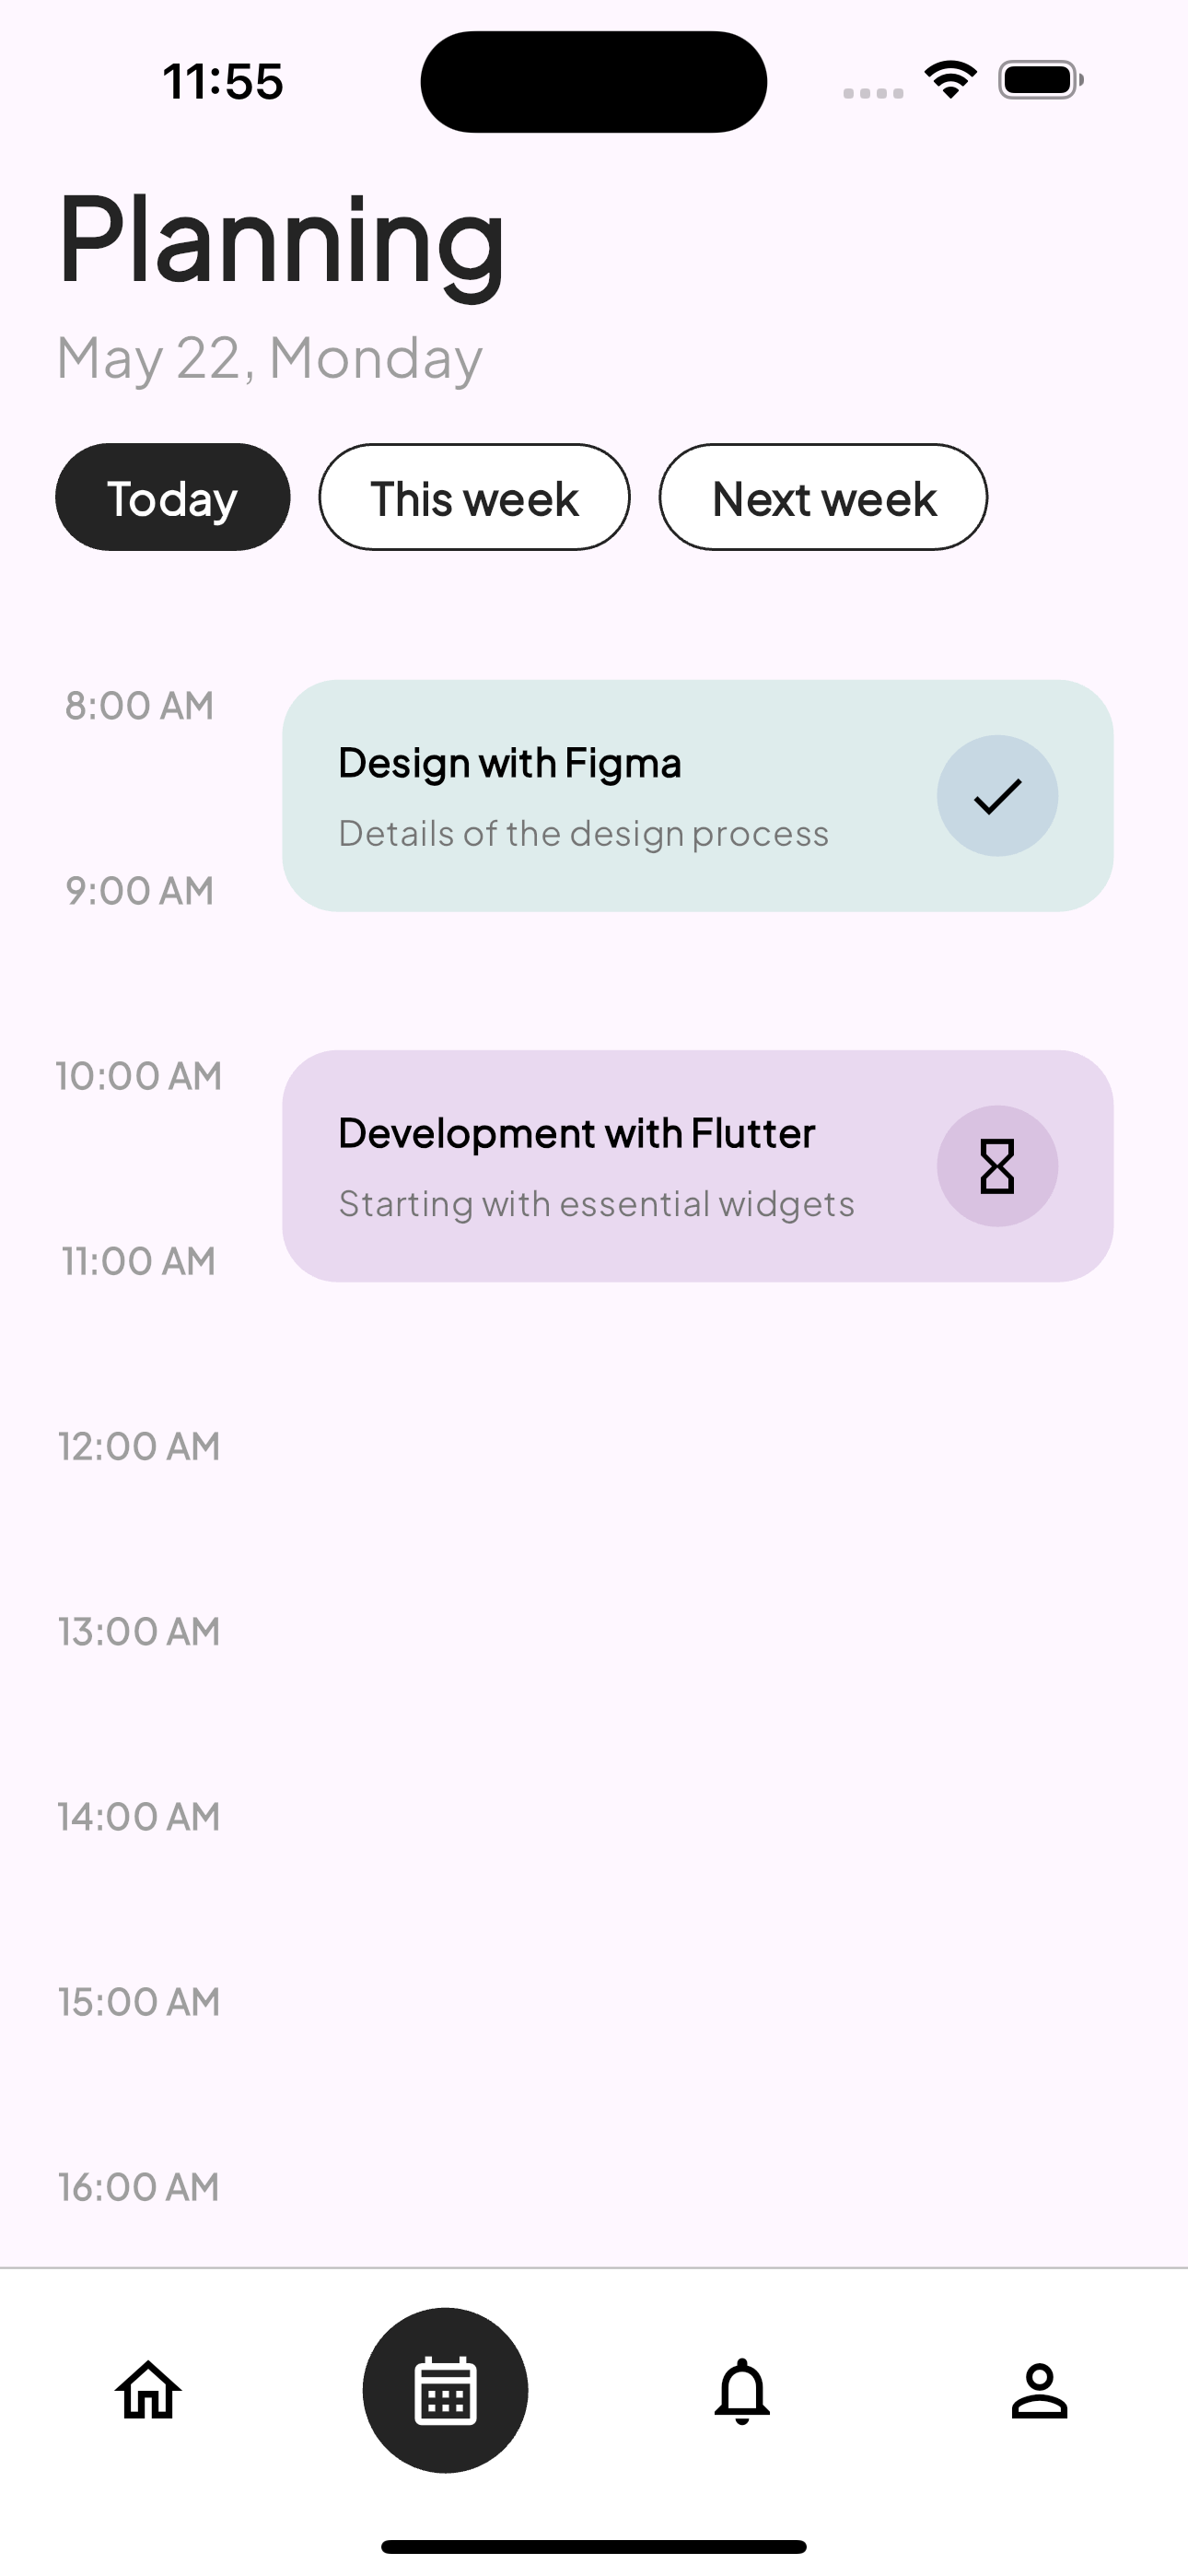 11:55
Planning
May 22, Monday
Today
This week
Next week
8:00 AM
Design with Figma
Details of the design process
9:00 AM
10:00 AM
Development with Flutter
Starting with essential widgets
11:00 AM
12:00 AM
13:00 AM
14:00 AM
15:00 AM
16:00 AM